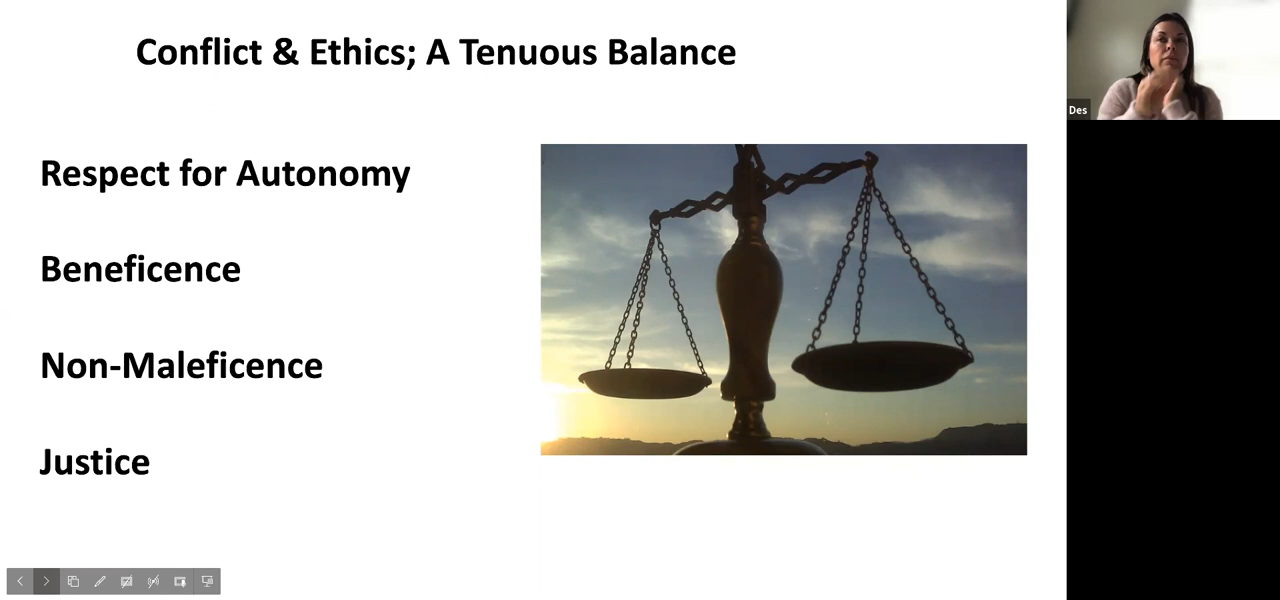 Conflict & Ethics; A Tenuous Balance
Respect for Autonomy
Beneficence
Non-Maleficence
Justice
Des